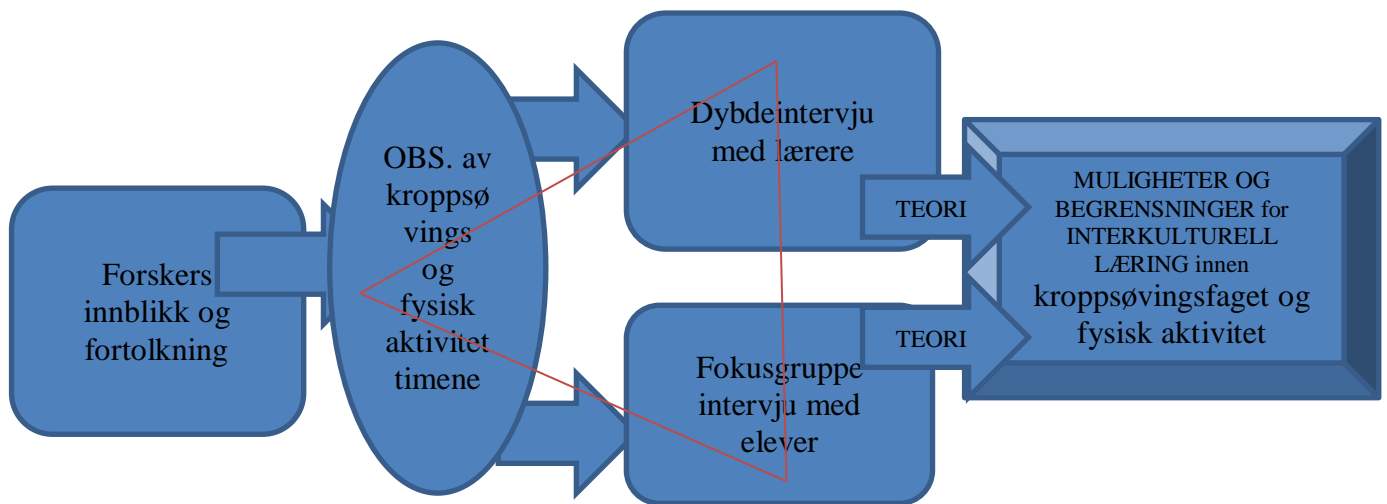 Forskers
innblikk og
fortolkning
OBS. av
kroppsø
vings
og
fysisk
aktivitet
timene
Dybdeintervju
med lærere
Fokusgruppe
intervju med
elever
TEORI
TEORI
MULIGHETER OG
BEGRENSNINGER for
INTERKULTURELL
LÆRING innen
kroppsøvingsfaget og
fysisk aktivitet